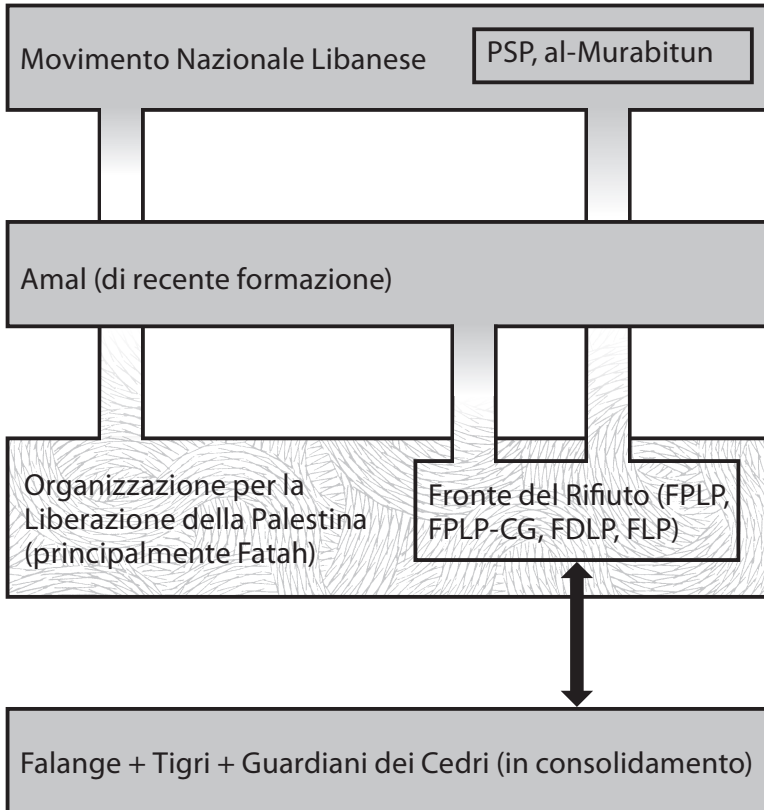 Movimento Nazionale Libanese
PSP, al-Murabitun
Amal (di recente formazione)
Organizzazione per la
Liberazione della Palestina
(principalmente Fatah)
Fronte del Rifiuto (FPLP,
FPLP-CG, FDLP, FLP)
Falange + Tigri + Guardiani dei Cedri (in consolidamento)